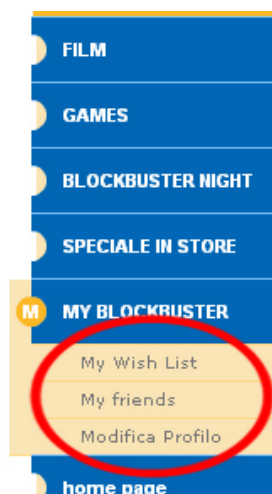 FILM
GAMES
BLOCKBUSTER NIGHT
SPECIALE IN STORE
M MY BLOCKBUSTER
My Wish List
My friends
Modifica Profilo
home page